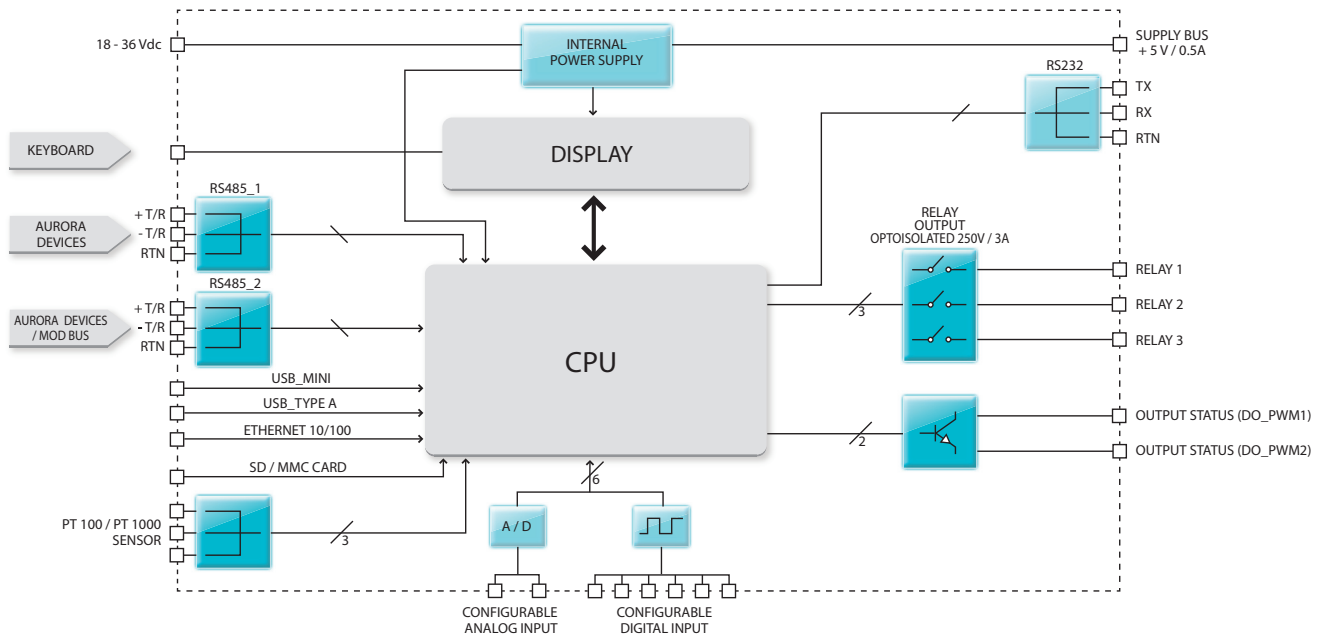 18 - 36 Vdc
INTERNAL
POWER SUPPLY
SUPPLY BUS
+ 5 V / 0.5A
RS232
TX
RX
RTN
KEYBOARD
DISPLAY
RS485_1
AURORA
DEVICES
+ T/R
- T/R
RTN
RELAY
OUTPUT
OPTOISOLATED 250V / 3A
RELAY 1
RELAY 2
RELAY 3
3
RS485_2
AURORA DEVICES
/ MOD BUS
+ T/R
- T/R
RTN
CPU
USB_MINI
USB_TYPE A
ETHERNET 10/100
SD / MMC CARD
2
OUTPUT STATUS (DO_PWM1)
OUTPUT STATUS (DO_PWM2)
PT 100 / PT 1000
SENSOR
3
6
A / D
CONFIGURABLE
ANALOG INPUT
CONFIGURABLE
DIGITAL INPUT